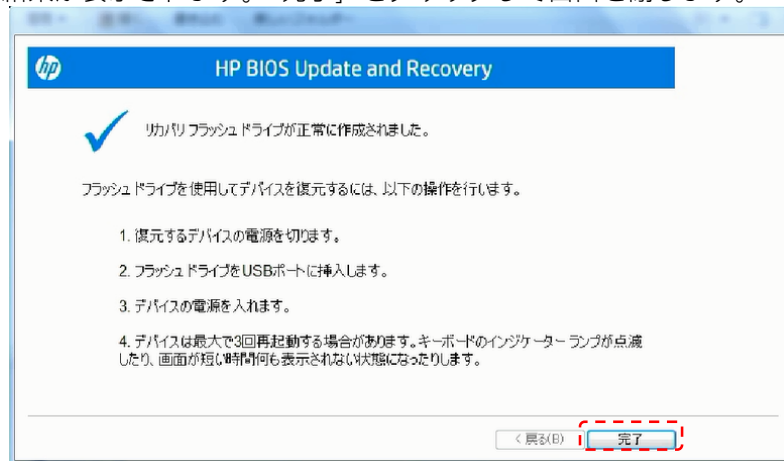 hp HP BIOS Update and Recovery
リカバリ フラッシュ ドライブが正常に作成されました。
フラッシュ ドライブを使用してデバイスを復元するには、以下の操作を行います。
1. 復元するデバイスの電源を切ります。
2. フラッシュ ドライブをUSBポートに挿入します。
3. デバイスの電源を入れます。
4. デバイスは最大で3回再起動する場合があります。キーボードのインジケーター ランプが点滅
したり、画面が短い時間何も表示されない状態になったりします。
< 戻る(B) 完了